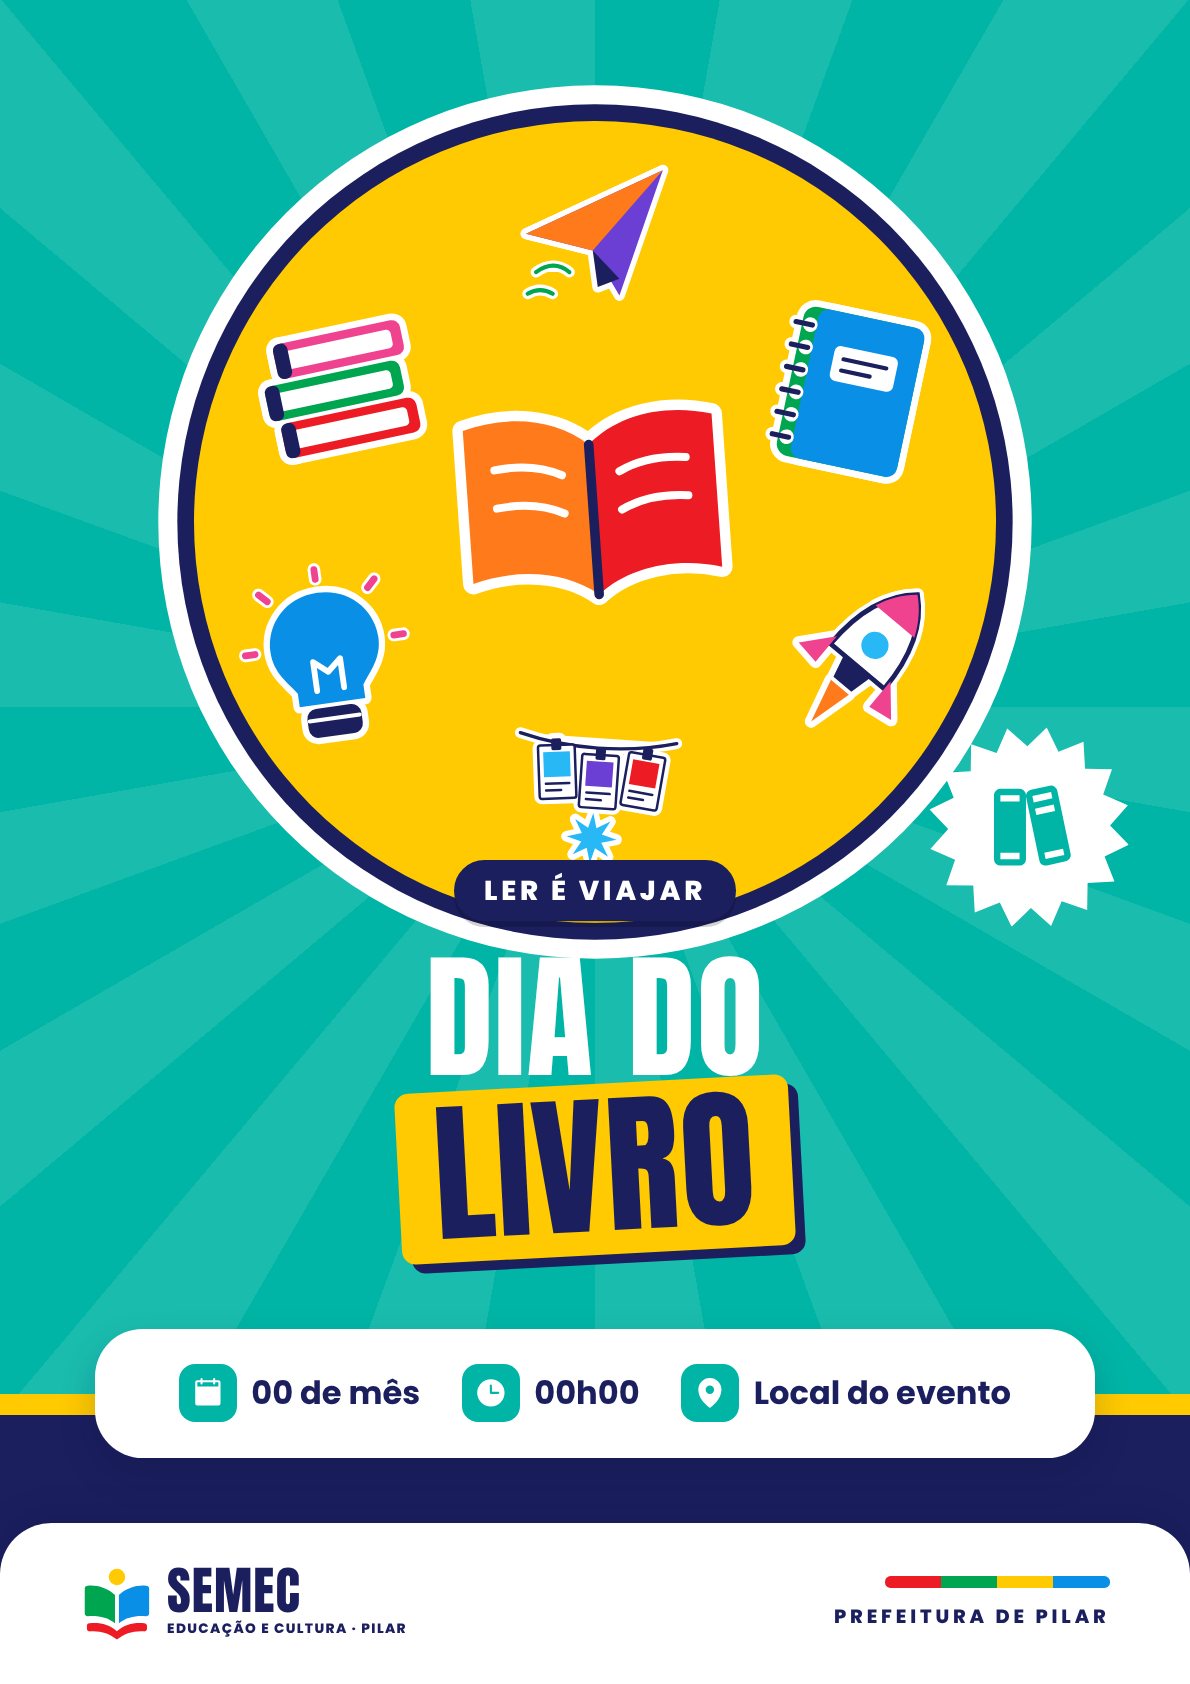 LER É VIAJAR
DIA DO
LIVRO
00 de mês
00h00
Local do evento
SEMEC
EDUCAÇÃO E CULTURA · PILAR
PREFEITURA DE PILAR